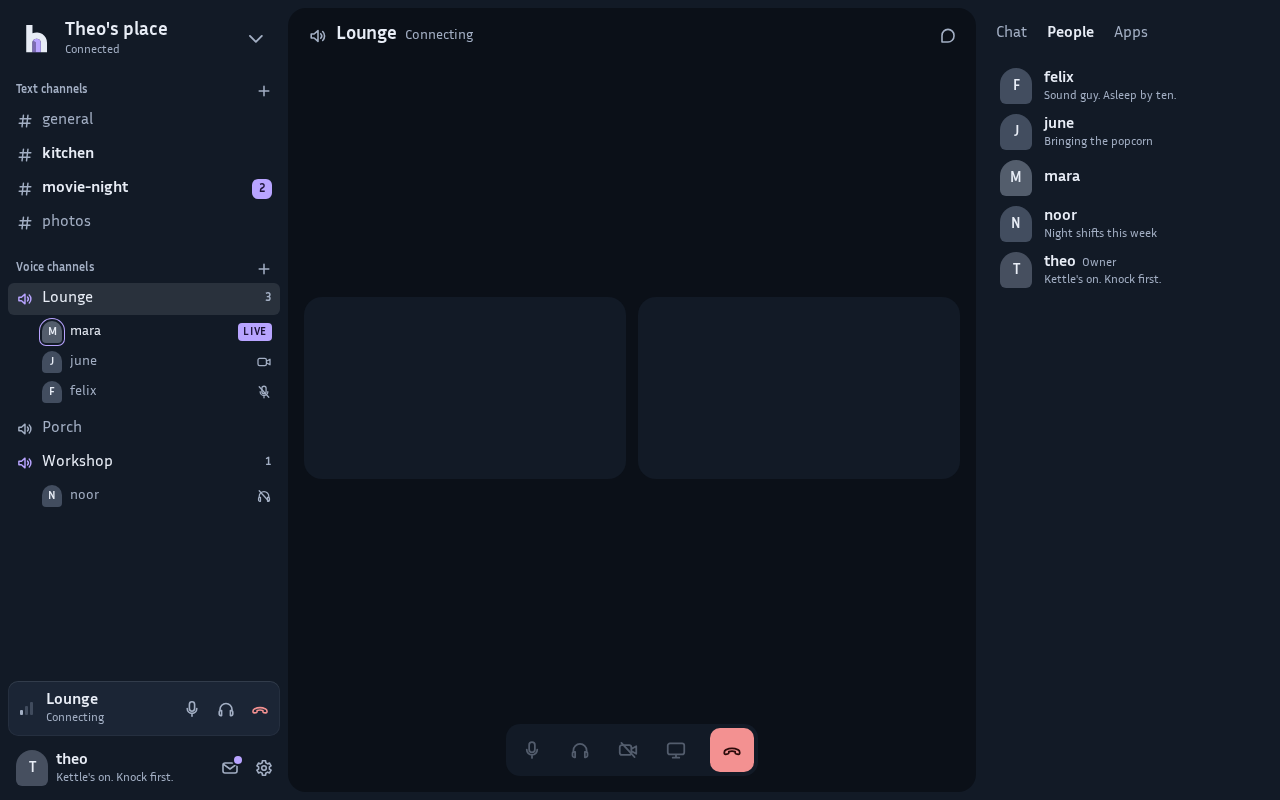 Theo's place
Connected
Text channels
general
kitchen
movie-night
2
photos
Voice channels
Lounge
3
M
mara
LIVE
J
june
F
felix
Porch
Workshop
1
N
noor
Lounge
Connecting
T
theo
Kettle's on. Knock first.
Lounge Connecting
Chat People Apps
F
felix
Sound guy. Asleep by ten.
J
june
Bringing the popcorn
M
mara
N
noor
Night shifts this week
T
theo Owner
Kettle's on. Knock first.